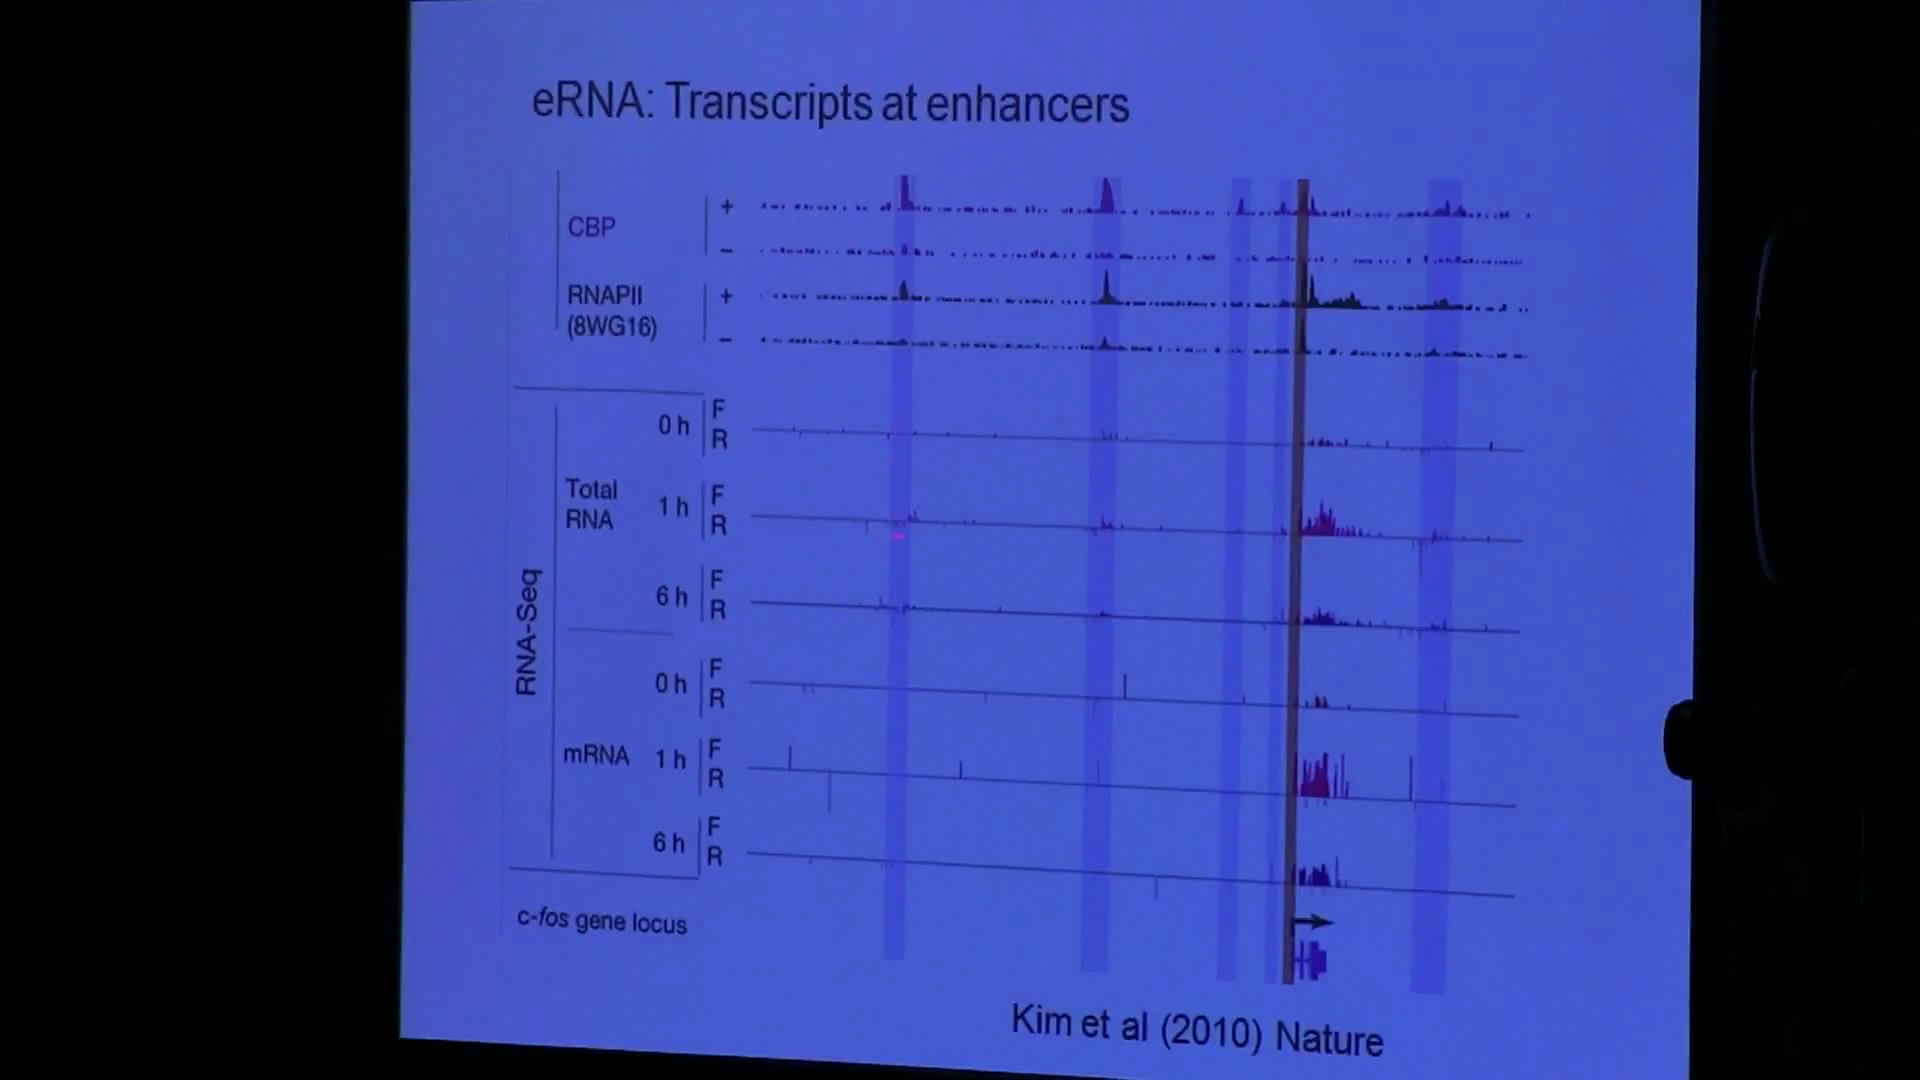 eRNA: Transcripts at enhancers
CBP
+
−
RNAPII
(8WG16)
+
−
RNA-Seq
Total
RNA
0 h
F
R
1 h
F
R
6 h
F
R
mRNA
0 h
F
R
1 h
F
R
6 h
F
R
c-fos gene locus
Kim et al (2010) Nature